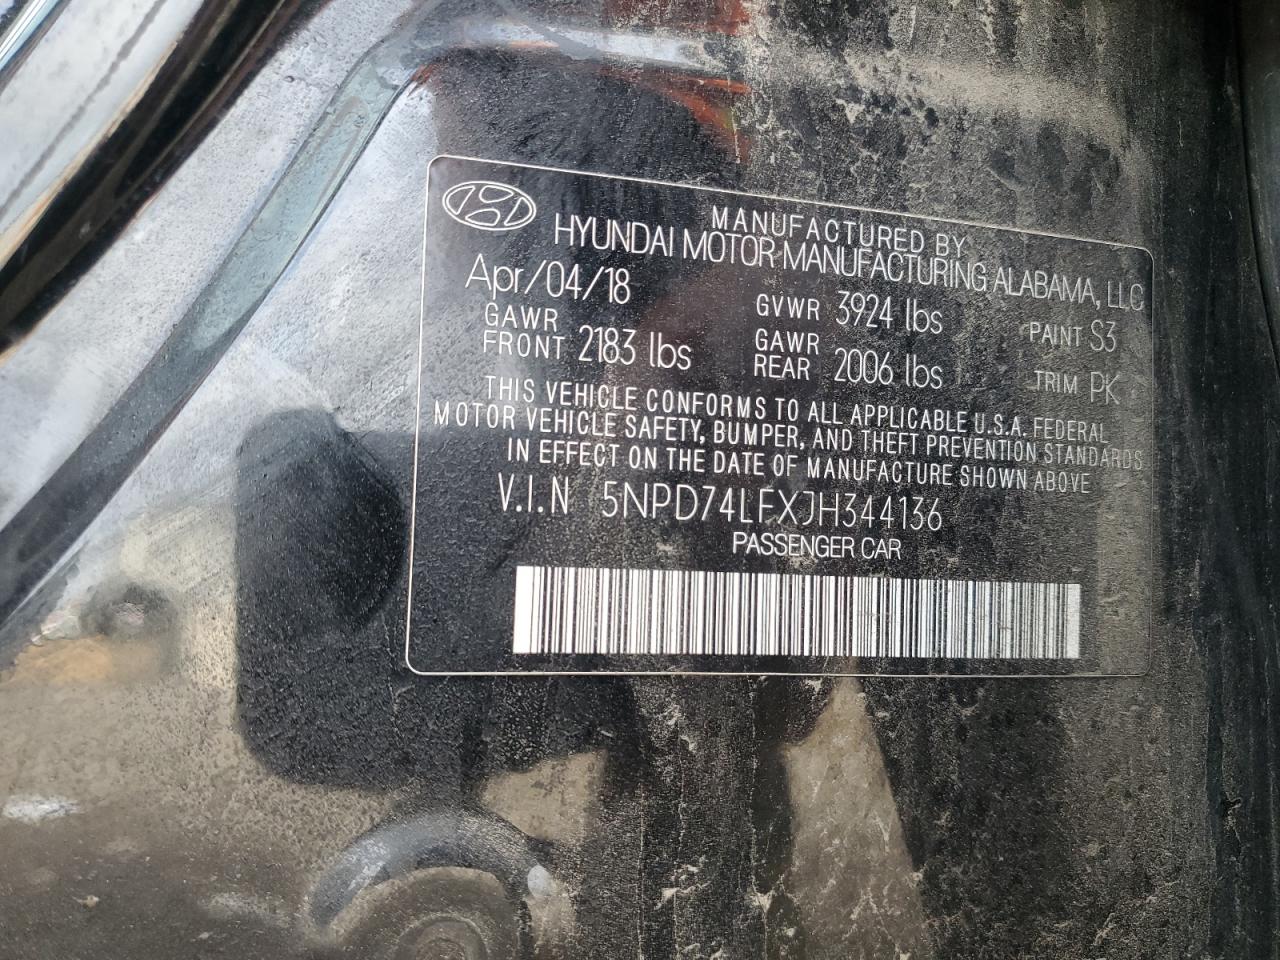 MANUFACTURED BY
HYUNDAI MOTOR MANUFACTURING ALABAMA, LLC
Apr/04/18 GVWR 3924 lbs PAINT S3
GAWR FRONT 2183 lbs GAWR REAR 2006 lbs TRIM PK
THIS VEHICLE CONFORMS TO ALL APPLICABLE U.S.A. FEDERAL
MOTOR VEHICLE SAFETY, BUMPER, AND THEFT PREVENTION STANDARDS
IN EFFECT ON THE DATE OF MANUFACTURE SHOWN ABOVE
V.I.N 5NPD74LFXJH344136
PASSENGER CAR